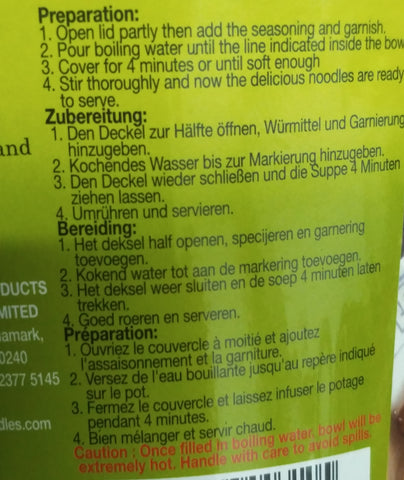 Preparation:
1. Open lid partly then add the seasoning and garnish.
2. Pour boiling water until the line indicated inside the bow
3. Cover for 4 minutes or until soft enough
4. Stir thoroughly and now the delicious noodles are ready
to serve.
Zubereitung:
1. Den Deckel zur Hälfte öffnen, Würmittel und Garnierung
hinzugeben.
2. Kochendes Wasser bis zur Markierung hinzugeben.
3. Den Deckel wieder schließen und die Suppe 4 Minuten
ziehen lassen.
4. Umrühren und servieren.
Bereiding:
1. Het deksel half openen, specijeren en garnering
toevoegen.
2. Kokend water tot aan de markering toevoegen.
3. Het deksel weer sluiten en de soep 4 minuten laten
trekken.
4. Goed roeren en serveren.
Préparation:
1. Ouvriez le couvercle à moitié et ajoutez
l'assaisonnement et la garniture.
2. Versez de l'eau bouillante jusqu'au repère indiqué
sur le pot.
3. Fermez le couvercle et laissez infuser le potage
pendant 4 minutes.
4. Bien mélanger et servir chaud.
Caution : Once filled in boiling water, bowl will be
extremely hot. Handle with care to avoid spills.
and
DUCTS
MITED
amark,
0240
2377 5145
dles.com